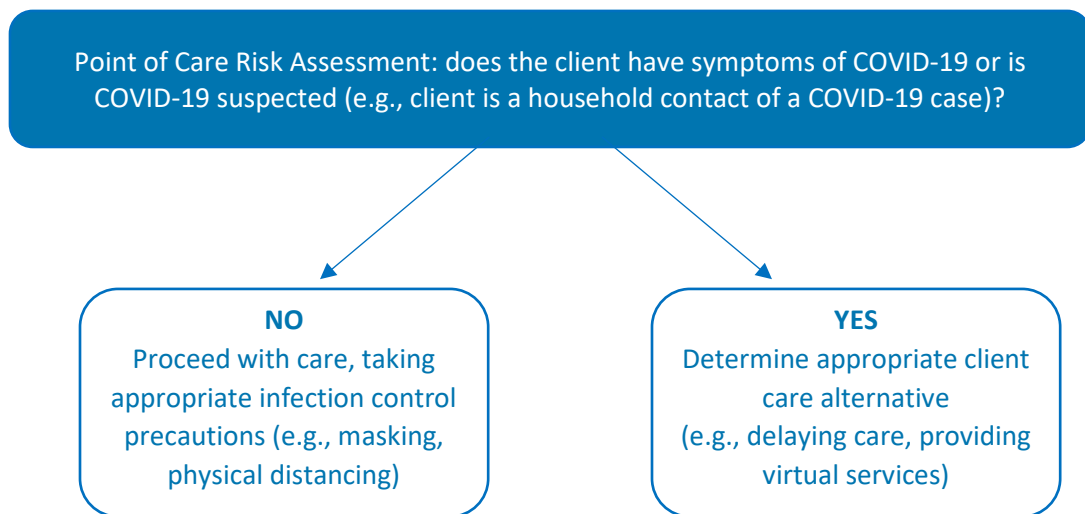 Point of Care Risk Assessment: does the client have symptoms of COVID-19 or is
COVID-19 suspected (e.g., client is a household contact of a COVID-19 case)?
NO
Proceed with care, taking
appropriate infection control
precautions (e.g., masking,
physical distancing)
YES
Determine appropriate client
care alternative
(e.g., delaying care, providing
virtual services)